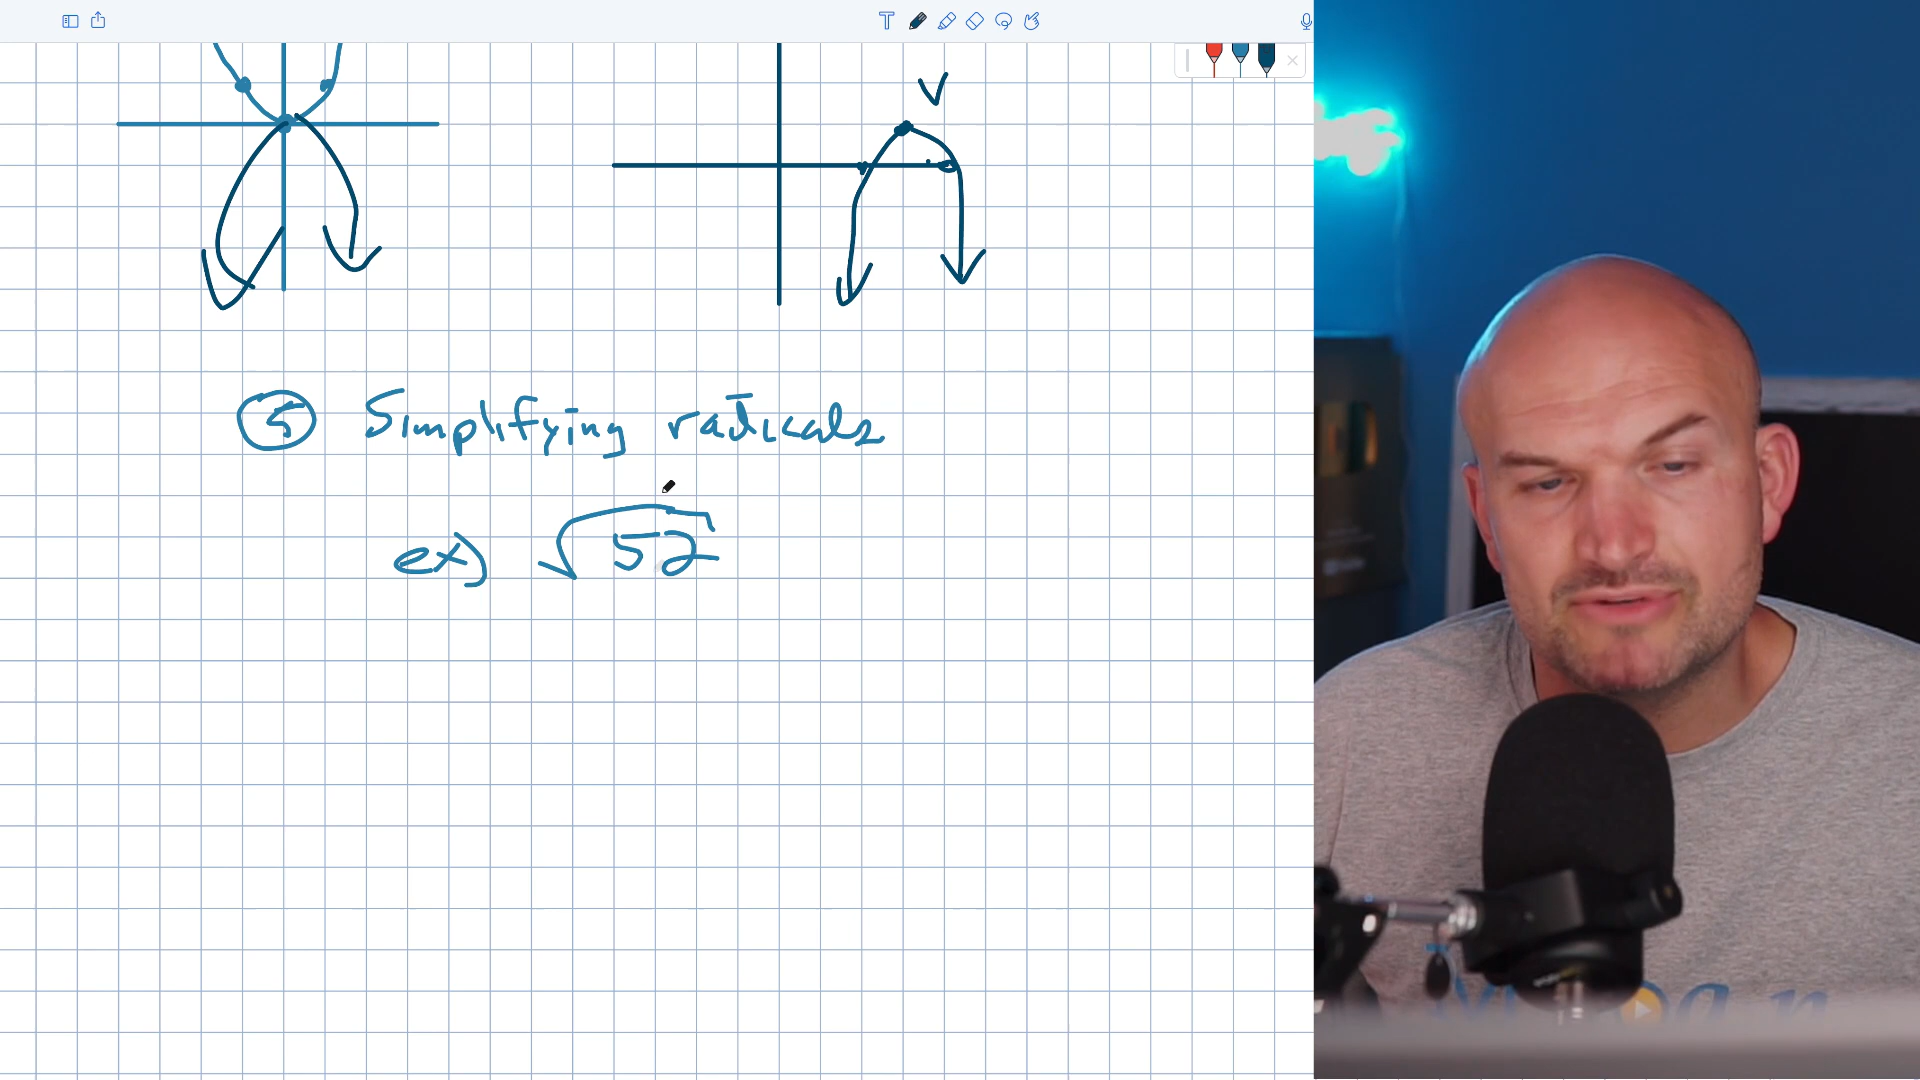 V
5 Simplifying radicals
ex) √52